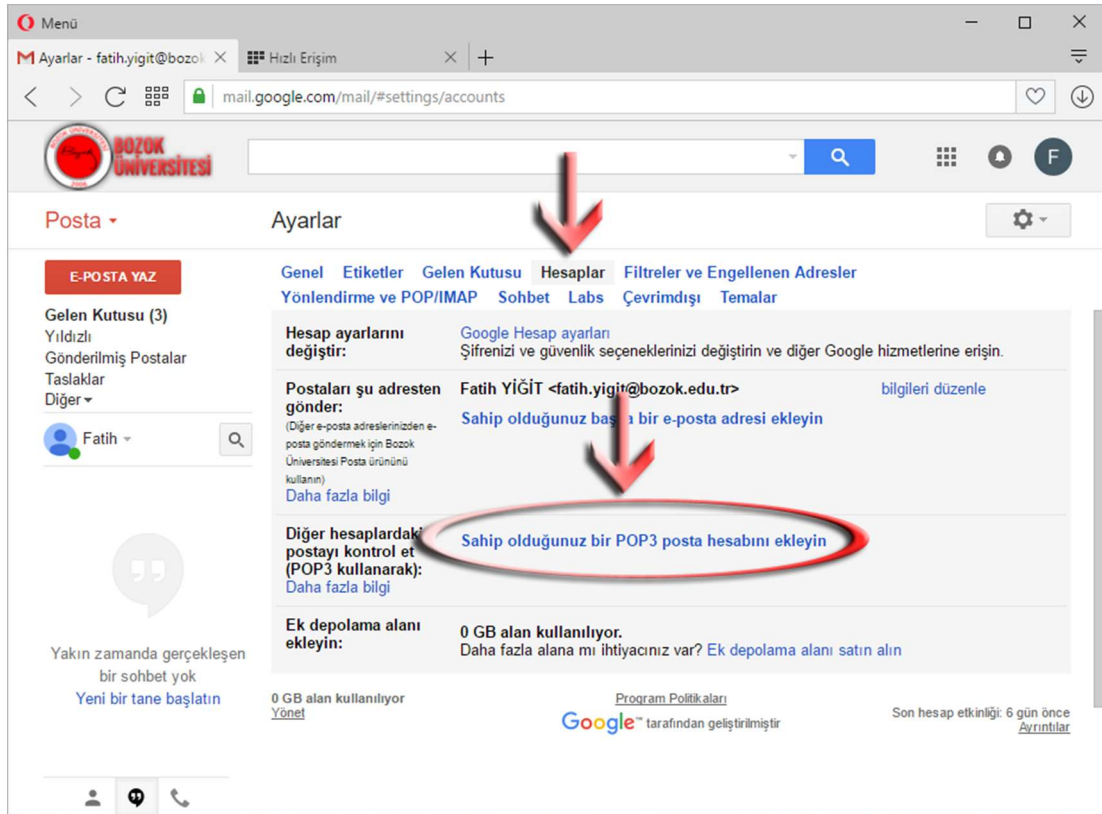 Menü
Ayarlar - fatih.yigit@bozok
Hızlı Erişim
mail.google.com/mail/#settings/accounts
BOZOK
ÜNİVERSİTESİ
F
Posta
Ayarlar
E-POSTA YAZ
Genel Etiketler Gelen Kutusu Hesaplar Filtreler ve Engellenen Adresler
Yönlendirme ve POP/IMAP Sohbet Labs Çevrimdışı Temalar
Gelen Kutusu (3)
Yıldızlı
Gönderilmiş Postalar
Taslaklar
Diğer
Fatih
Hesap ayarlarını
değiştir:
Google Hesap ayarları
Şifrenizi ve güvenlik seçeneklerinizi değiştirin ve diğer Google hizmetlerine erişin.
Postaları şu adresten
gönder:
(Diğer e-posta adreslerinizden e-
posta göndermek için Bozok
Üniversitesi Posta ürününü
kullanın)
Daha fazla bilgi
Fatih YİĞİT <fatih.yigit@bozok.edu.tr>
bilgileri düzenle
Sahip olduğunuz başka bir e-posta adresi ekleyin
Diğer hesaplardaki
postayı kontrol et
(POP3 kullanarak):
Daha fazla bilgi
Sahip olduğunuz bir POP3 posta hesabını ekleyin
Ek depolama alanı
ekleyin:
0 GB alan kullanılıyor.
Daha fazla alana mı ihtiyacınız var? Ek depolama alanı satın alın
Yakın zamanda gerçekleşen
bir sohbet yok
Yeni bir tane başlatın
0 GB alan kullanılıyor
Yönet
Program Politikaları
Google™ tarafından geliştirilmiştir
Son hesap etkinliği: 6 gün önce
Ayrıntılar